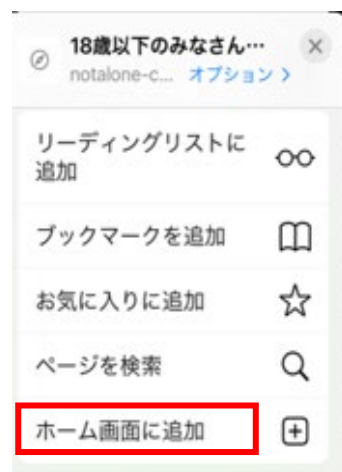 18歳以下のみなさん…
notalone-c... オプション >
リーディングリストに
追加
ブックマークを追加
お気に入りに追加
ページを検索
ホーム画面に追加